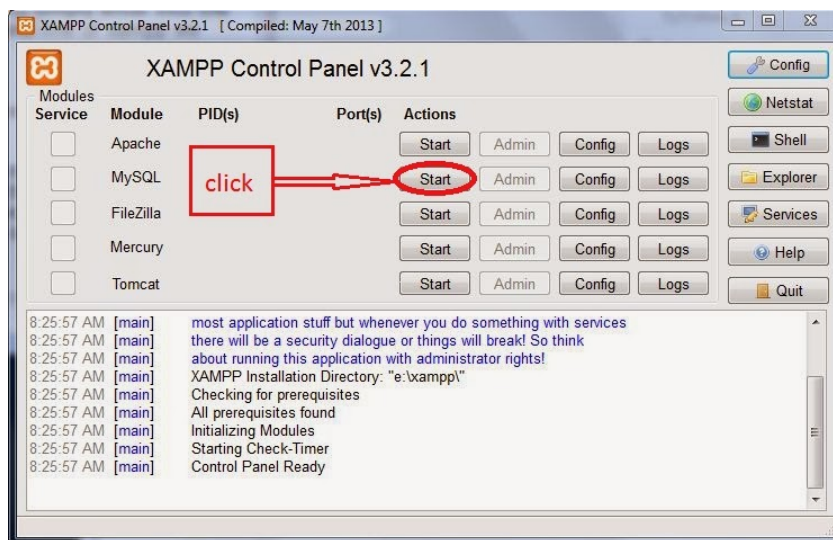 XAMPP Control Panel v3.2.1 [ Compiled: May 7th 2013 ]
XAMPP Control Panel v3.2.1
Config
Modules
Service Module PID(s) Port(s) Actions
Netstat
Apache Start Admin Config Logs
Shell
MySQL click Start Admin Config Logs
Explorer
FileZilla Start Admin Config Logs
Services
Mercury Start Admin Config Logs
Help
Tomcat Start Admin Config Logs
Quit
8:25:57 AM [main] most application stuff but whenever you do something with services
8:25:57 AM [main] there will be a security dialogue or things will break! So think
8:25:57 AM [main] about running this application with administrator rights!
8:25:57 AM [main] XAMPP Installation Directory: "e:\xampp\"
8:25:57 AM [main] Checking for prerequisites
8:25:57 AM [main] All prerequisites found
8:25:57 AM [main] Initializing Modules
8:25:57 AM [main] Starting Check-Timer
8:25:57 AM [main] Control Panel Ready